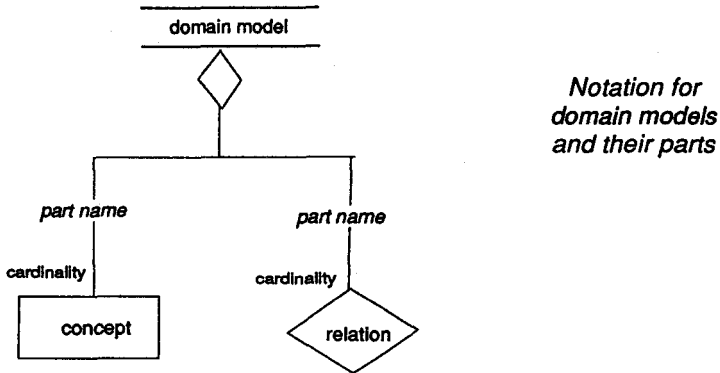 domain model
Notation for
domain models
and their parts
part name
part name
cardinality
cardinality
concept
relation